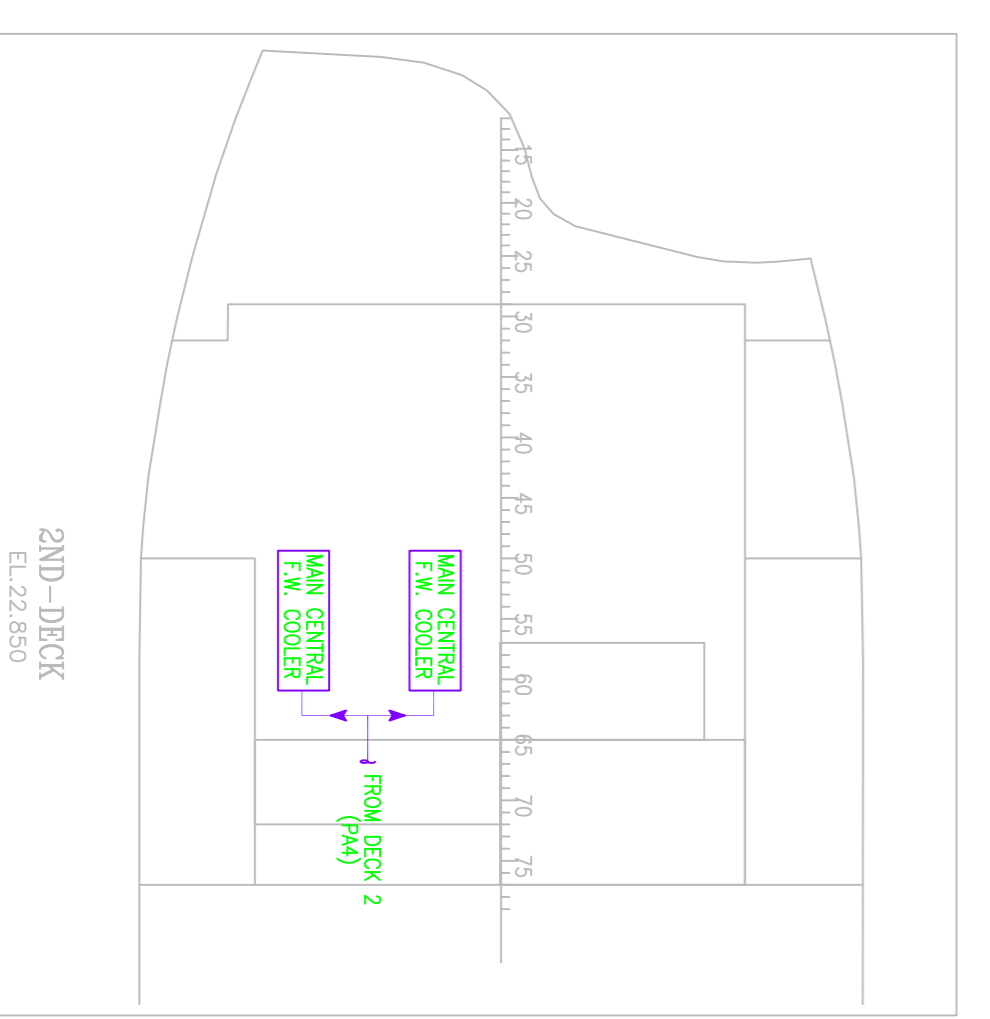 15
20
25
30
35
40
45
50
55
60
65
70
75
MAIN CENTRAL
F.W. COOLER
MAIN CENTRAL
F.W. COOLER
FROM DECK 2
(PA4)
2ND-DECK
EL.22.850